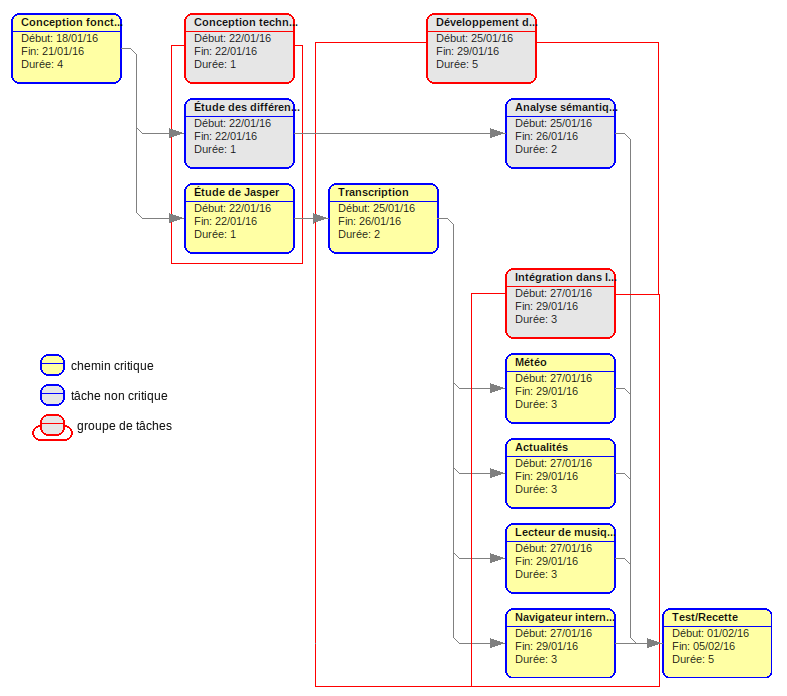 Conception fonct...
Début: 18/01/16
Fin: 21/01/16
Durée: 4
Conception techn...
Début: 22/01/16
Fin: 22/01/16
Durée: 1
Développement d...
Début: 25/01/16
Fin: 29/01/16
Durée: 5
Étude des différen...
Début: 22/01/16
Fin: 22/01/16
Durée: 1
Analyse sémantiq...
Début: 25/01/16
Fin: 26/01/16
Durée: 2
Étude de Jasper
Début: 22/01/16
Fin: 22/01/16
Durée: 1
Transcription
Début: 25/01/16
Fin: 26/01/16
Durée: 2
Intégration dans l...
Début: 27/01/16
Fin: 29/01/16
Durée: 3
Météo
Début: 27/01/16
Fin: 29/01/16
Durée: 3
Actualités
Début: 27/01/16
Fin: 29/01/16
Durée: 3
Lecteur de musiq...
Début: 27/01/16
Fin: 29/01/16
Durée: 3
Navigateur intern...
Début: 27/01/16
Fin: 29/01/16
Durée: 3
Test/Recette
Début: 01/02/16
Fin: 05/02/16
Durée: 5
chemin critique
tâche non critique
groupe de tâches